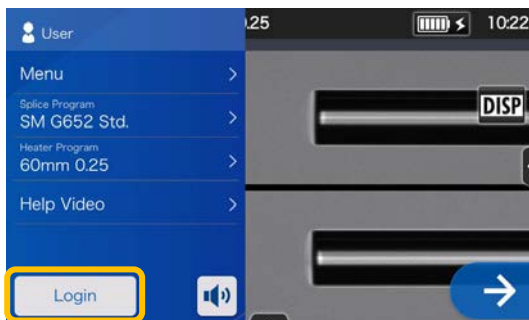 User
.25
10:22
Menu
Splice Program
SM G652 Std.
DISP
Heater Program
60mm 0.25
Help Video
Login